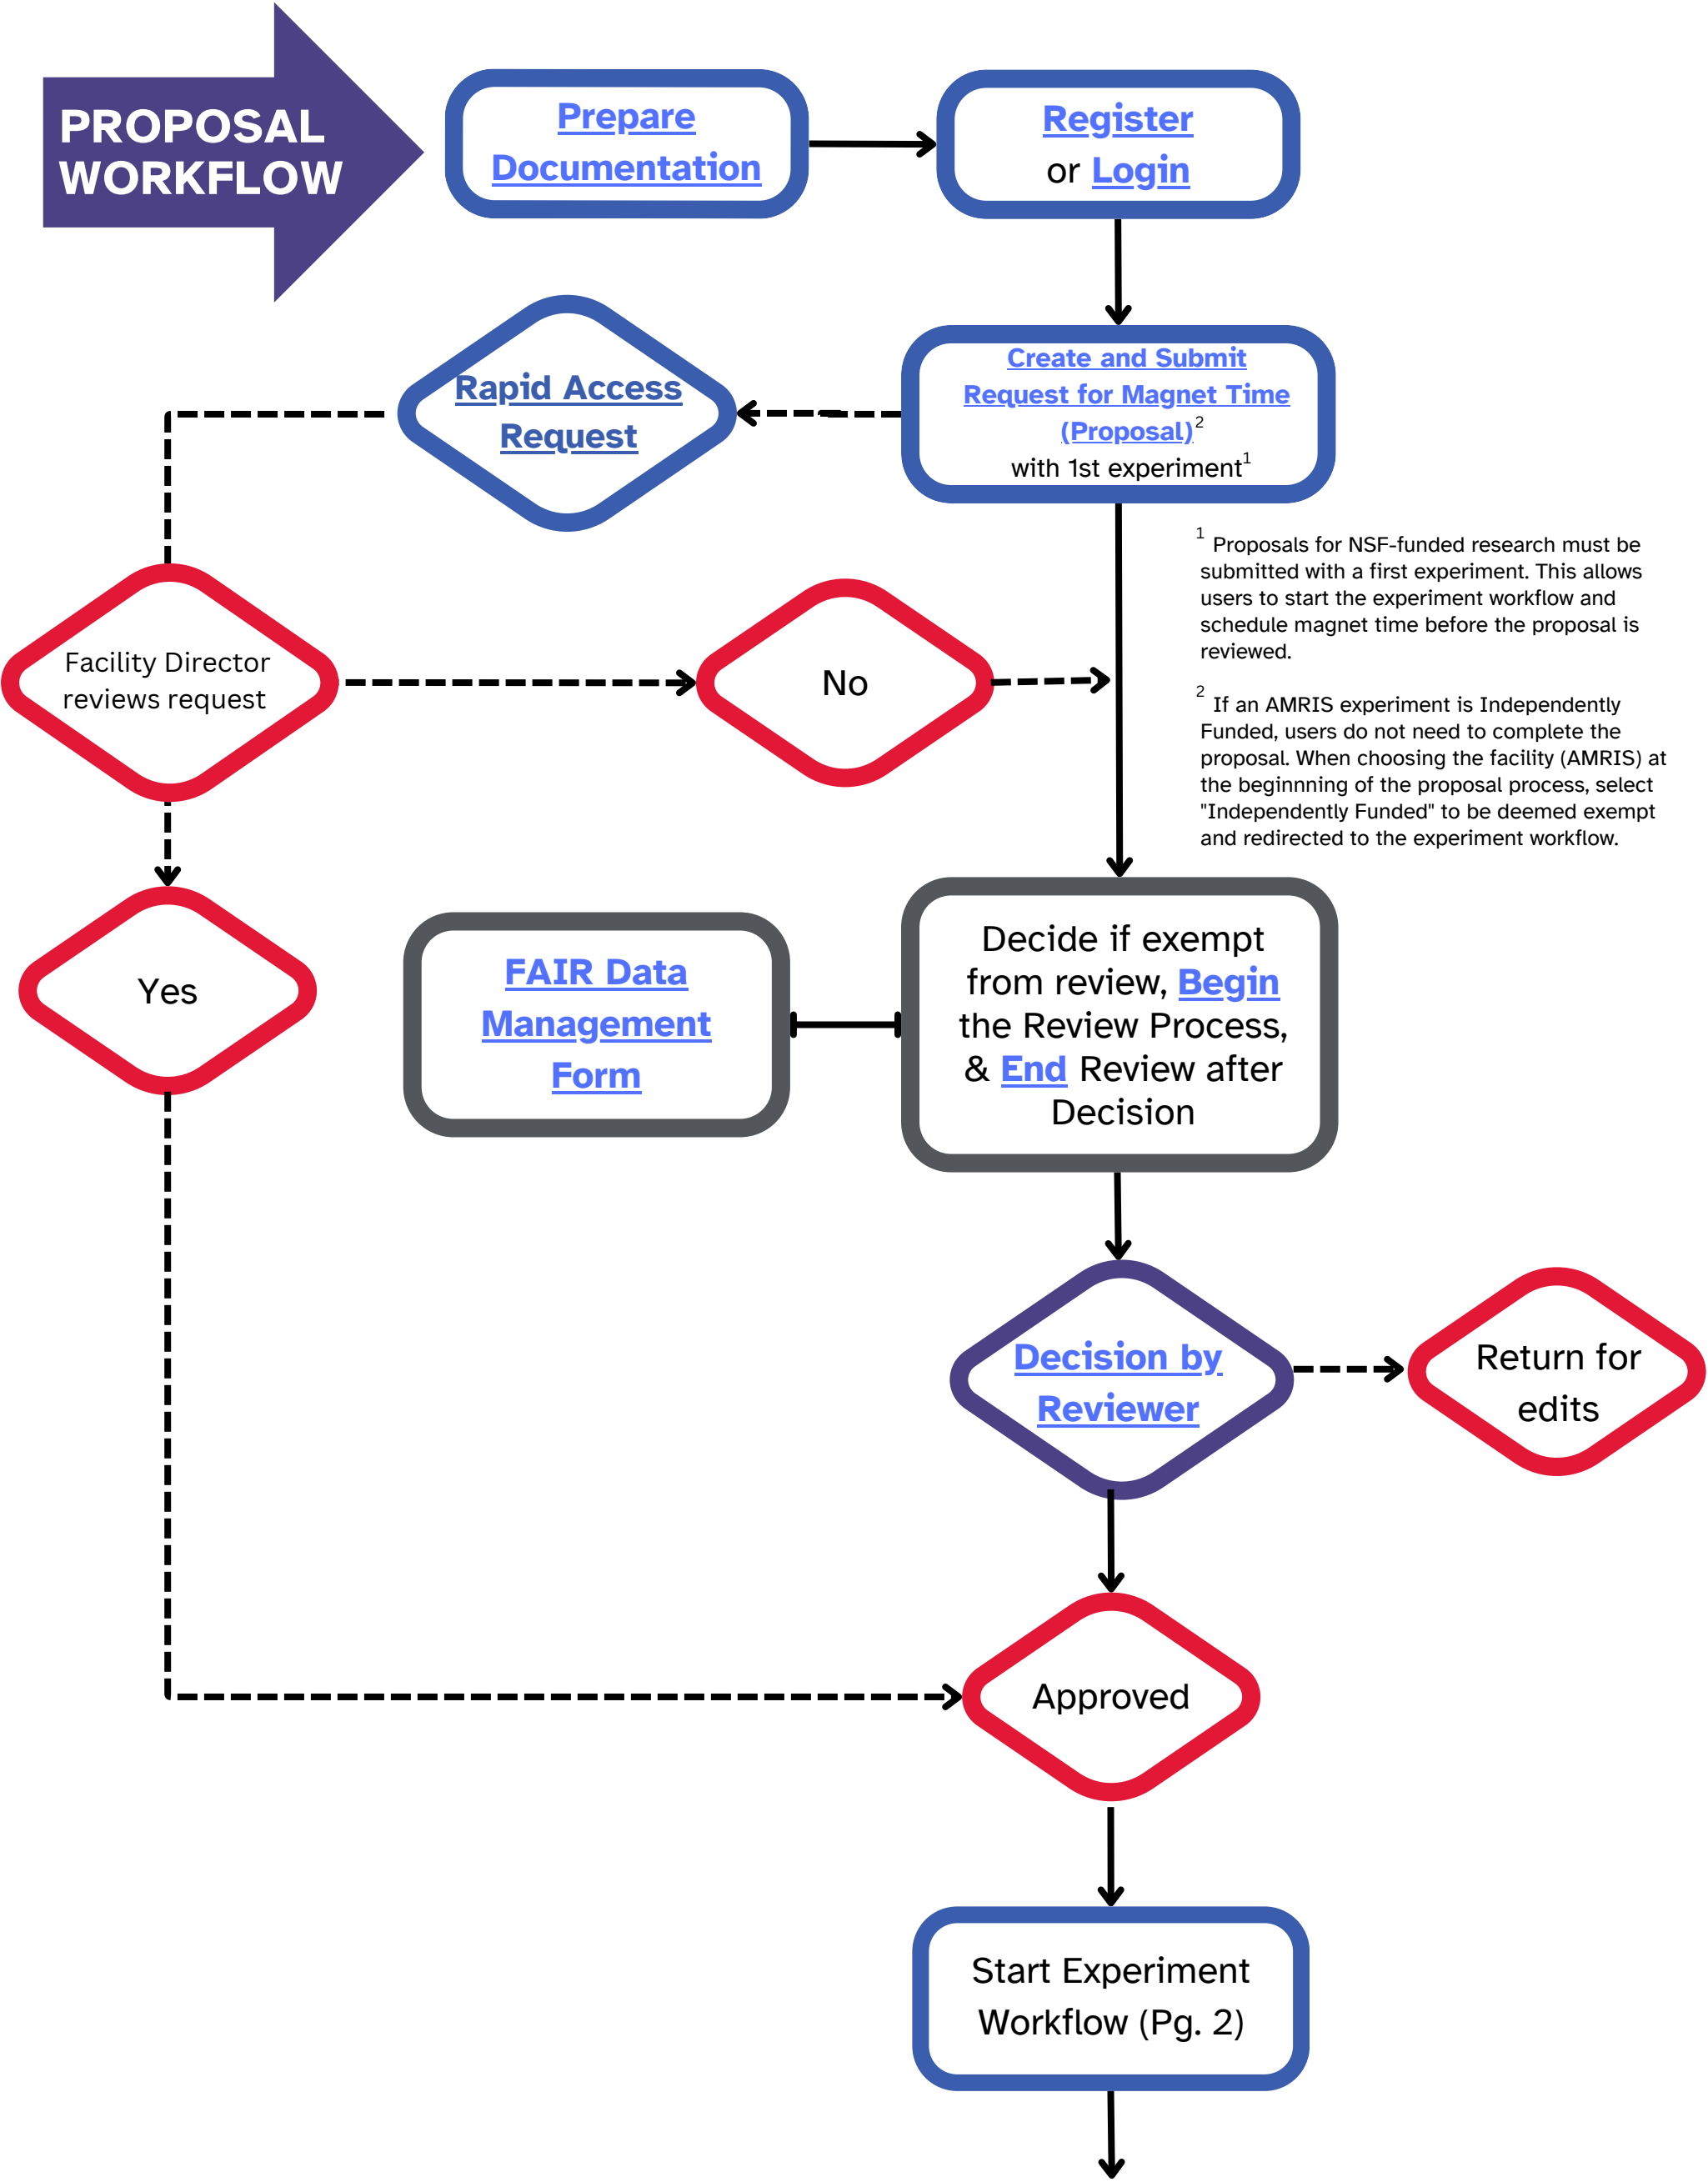 PROPOSAL
WORKFLOW
Prepare
Documentation
Register
or Login
Create and Submit
Request for Magnet Time
(Proposal)2
with 1st experiment1
Rapid Access
Request
1 Proposals for NSF-funded research must be
submitted with a first experiment. This allows
users to start the experiment workflow and
schedule magnet time before the proposal is
reviewed.
2 If an AMRIS experiment is Independently
Funded, users do not need to complete the
proposal. When choosing the facility (AMRIS) at
the beginnning of the proposal process, select
"Independently Funded" to be deemed exempt
and redirected to the experiment workflow.
Facility Director
reviews request
No
Yes
FAIR Data
Management
Form
Decide if exempt
from review, Begin
the Review Process,
& End Review after
Decision
Decision by
Reviewer
Return for
edits
Approved
Start Experiment
Workflow (Pg. 2)